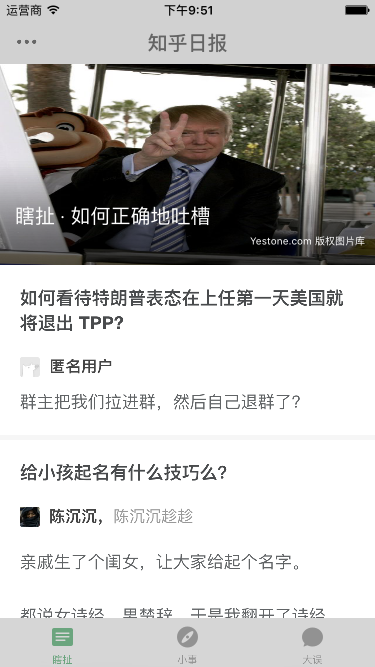 运营商
下午9:51
知乎日报
瞎扯 · 如何正确地吐槽
Yestone.com 版权图片库
如何看待特朗普表态在上任第一天美国就
将退出 TPP?
匿名用户
群主把我们拉进群，然后自己退群了？
给小孩起名有什么技巧么？
陈沉沉，陈沉沉趁趁
亲戚生了个闺女，让大家给起个名字。
都说女诗经，男楚辞，于是我翻开了诗经
瞎扯
小事
大误